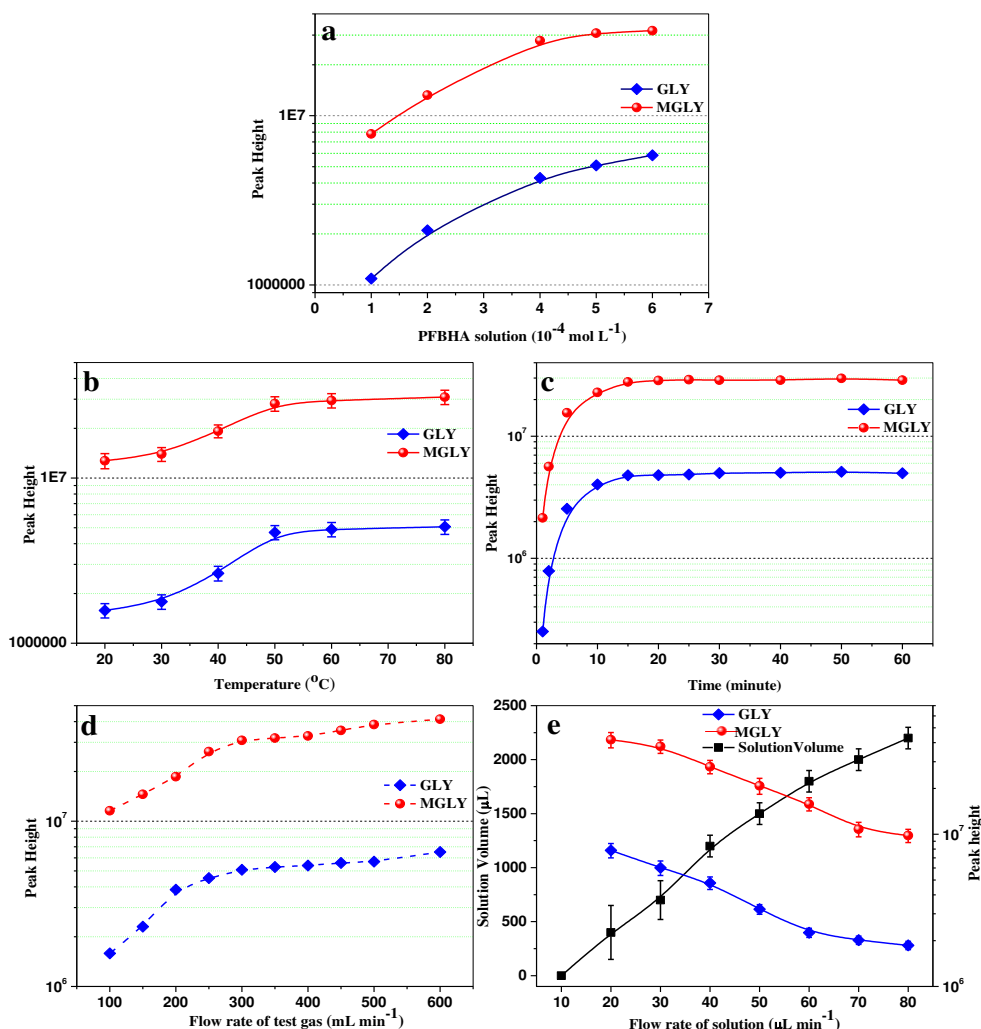 a
1E7
1000000
Peak Height
GLY
MGLY
0 1 2 3 4 5 6 7
PFBHA solution (10⁻⁴ mol L⁻¹)
b
1E7
1000000
Peak Height
GLY
MGLY
20 30 40 50 60 70 80
Temperature (°C)
c
10⁷
10⁶
Peak Height
GLY
MGLY
0 10 20 30 40 50 60
Time (minute)
d
10⁷
10⁶
Peak Height
GLY
MGLY
100 200 300 400 500 600
Flow rate of test gas (mL min⁻¹)
e
2500
2000
1500
1000
500
0
Solution Volume (μL)
GLY
MGLY
SolutionVolume
10⁷
10⁶
Peak height
10 20 30 40 50 60 70 80
Flow rate of solution (μL min⁻¹)